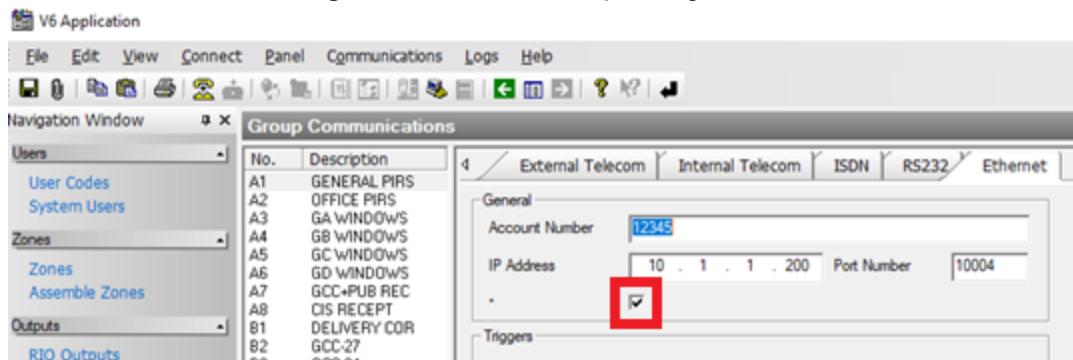 V6 Application
File Edit View Connect Panel Communications Logs Help
Navigation Window
Group Communications
Users
User Codes
System Users
Zones
Zones
Assemble Zones
Outputs
RIO Outputs
No. Description
A1 GENERAL PIRS
A2 OFFICE PIRS
A3 GA WINDOWS
A4 GB WINDOWS
A5 GC WINDOWS
A6 GD WINDOWS
A7 GCC+PUB REC
A8 CIS RECEPT
B1 DELIVERY COR
B2 GCC-27
External Telecom Internal Telecom ISDN RS232 Ethernet
General
Account Number 12345
IP Address 10 . 1 . 1 . 200 Port Number 10004
*
Triggers